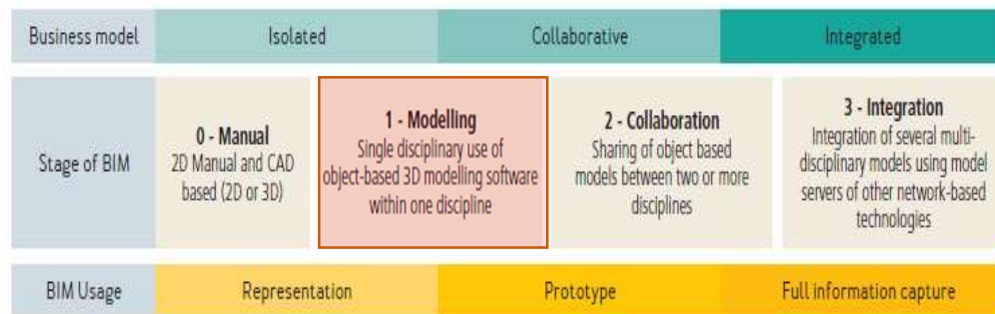 Business model
Isolated
Collaborative
Integrated
Stage of BIM
0 - Manual
2D Manual and CAD
based (2D or 3D)
1 - Modelling
Single disciplinary use of
object-based 3D modelling software
within one discipline
2 - Collaboration
Sharing of object based
models between two or more
disciplines
3 - Integration
Integration of several multi-
disciplinary models using model
servers of other network-based
technologies
BIM Usage
Representation
Prototype
Full information capture